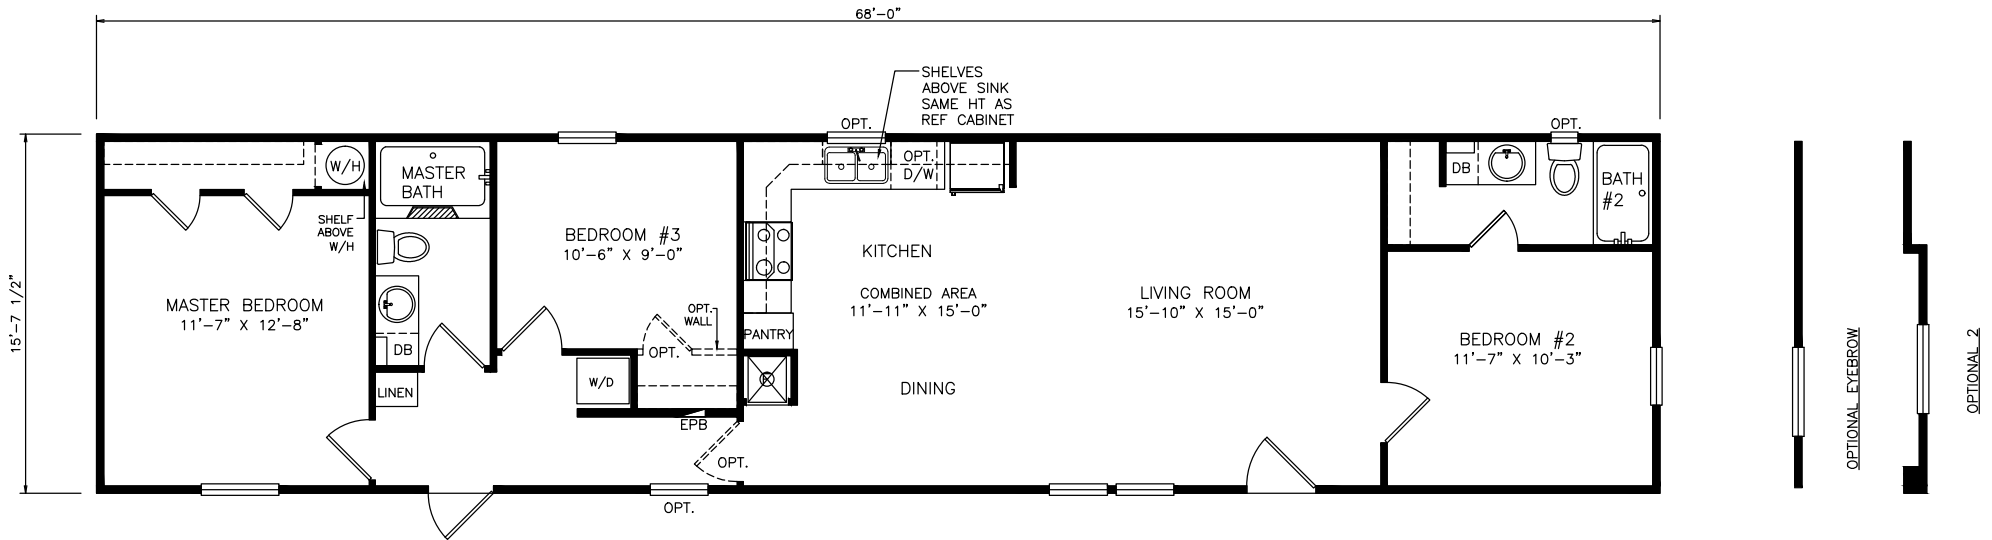 68'-0"
SHELVES
ABOVE SINK
SAME HT AS
REF CABINET
OPT.
OPT.
W/H
MASTER
BATH
OPT.
D/W
DB
BATH
#2
SHELF
ABOVE
W/H
BEDROOM #3
10'-6" X 9'-0"
KITCHEN
15'-7 1/2"
MASTER BEDROOM
11'-7" X 12'-8"
COMBINED AREA
11'-11" X 15'-0"
LIVING ROOM
15'-10" X 15'-0"
OPT.
WALL
PANTRY
DB
OPT.
BEDROOM #2
11'-7" X 10'-3"
LINEN
W/D
DINING
EPB
OPT.
OPT.
OPTIONAL EYEBROW
OPTIONAL 2